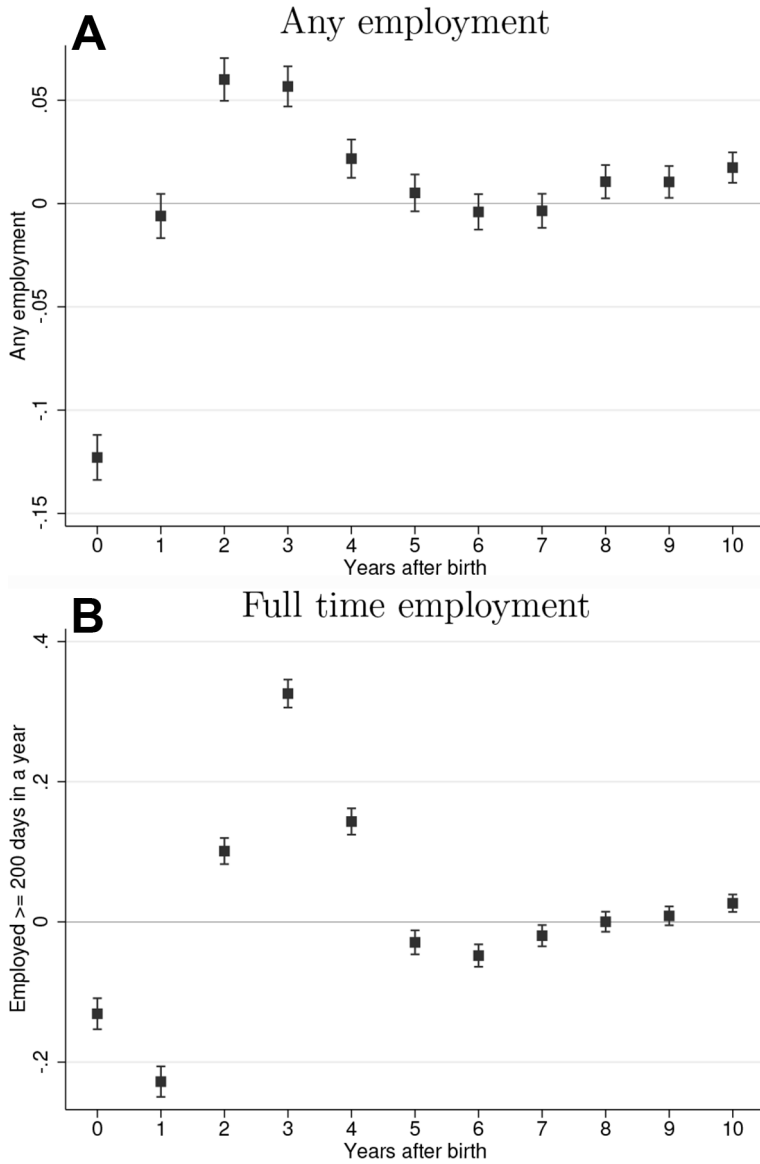 A
Any employment
Any employment
.05
0
-.05
-.1
-.15
0 1 2 3 4 5 6 7 8 9 10
Years after birth
B
Full time employment
Employed >= 200 days in a year
.4
.2
0
-.2
0 1 2 3 4 5 6 7 8 9 10
Years after birth